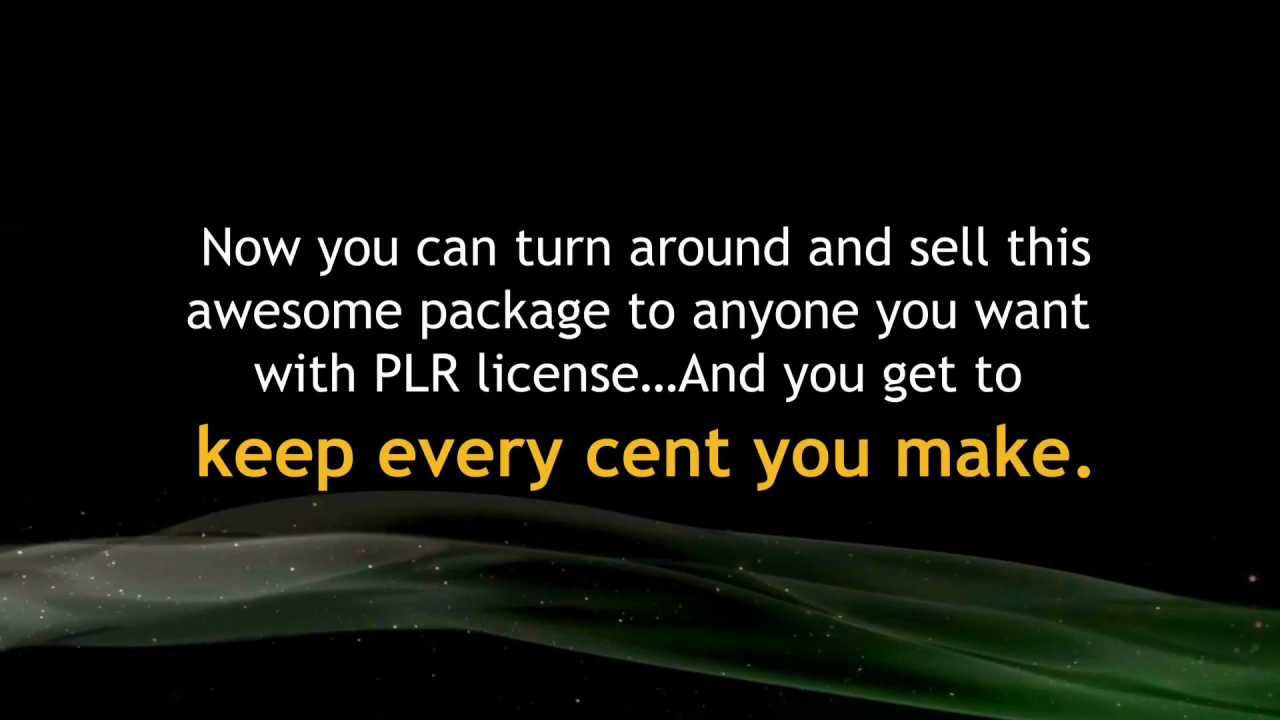 Now you can turn around and sell this
awesome package to anyone you want
with PLR license...And you get to
keep every cent you make.